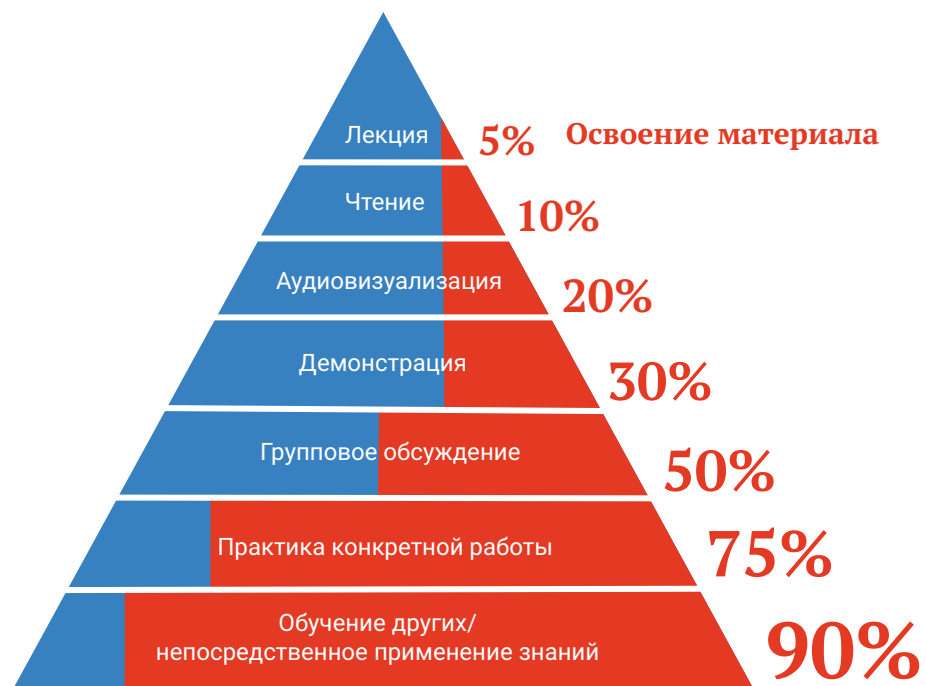 Лекция
5%
Освоение материала
Чтение
10%
Аудиовизуализация
20%
Демонстрация
30%
Групповое обсуждение
50%
Практика конкретной работы
75%
Обучение других/
непосредственное применение знаний
90%